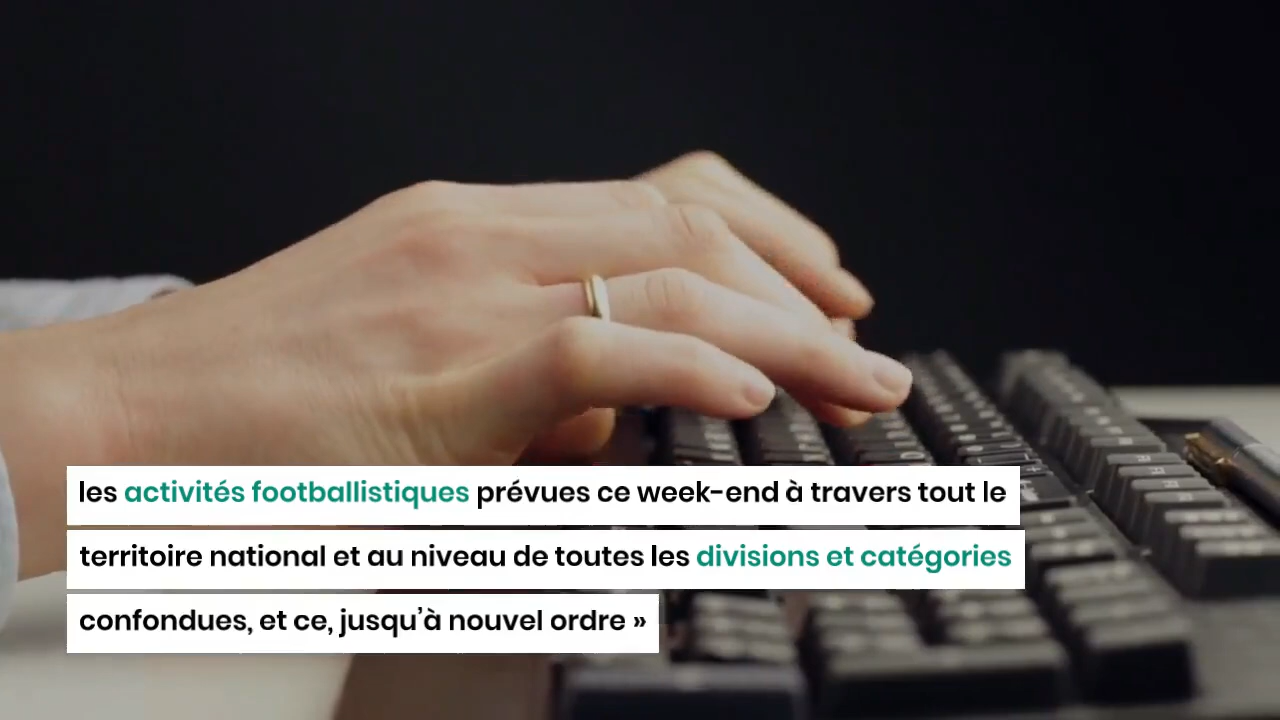 les activités footballistiques prévues ce week-end à travers tout le
territoire national et au niveau de toutes les divisions et catégories
confondues, et ce, jusqu’à nouvel ordre »